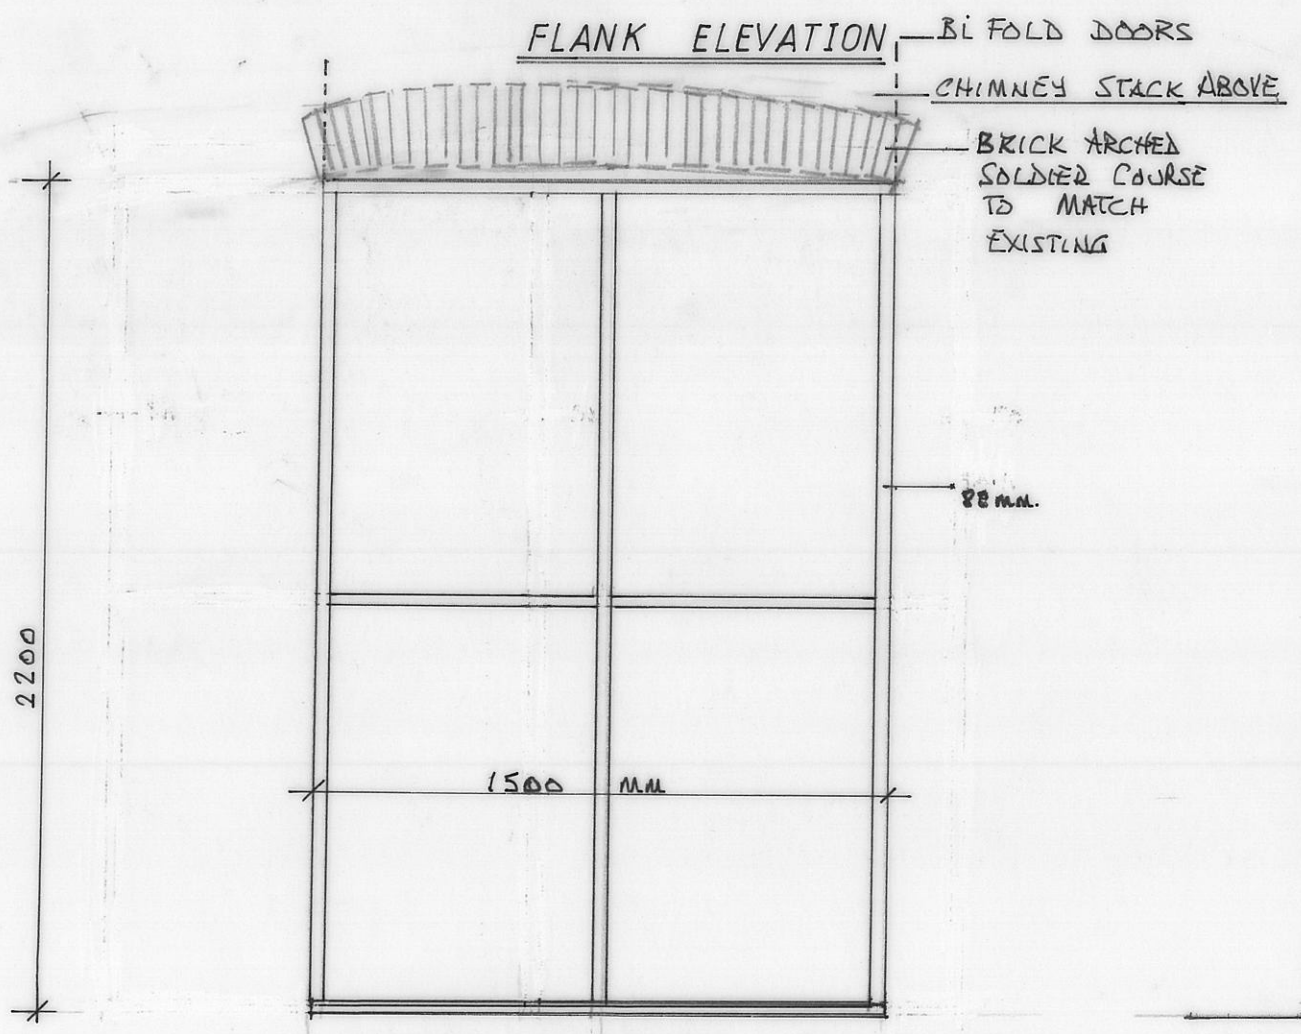 FLANK ELEVATION
Bi FOLD DOORS
CHIMNEY STACK ABOVE
BRICK ARCHED
SOLDIER COURSE
TO MATCH
EXISTING
88 mm.
2200
1500 mm